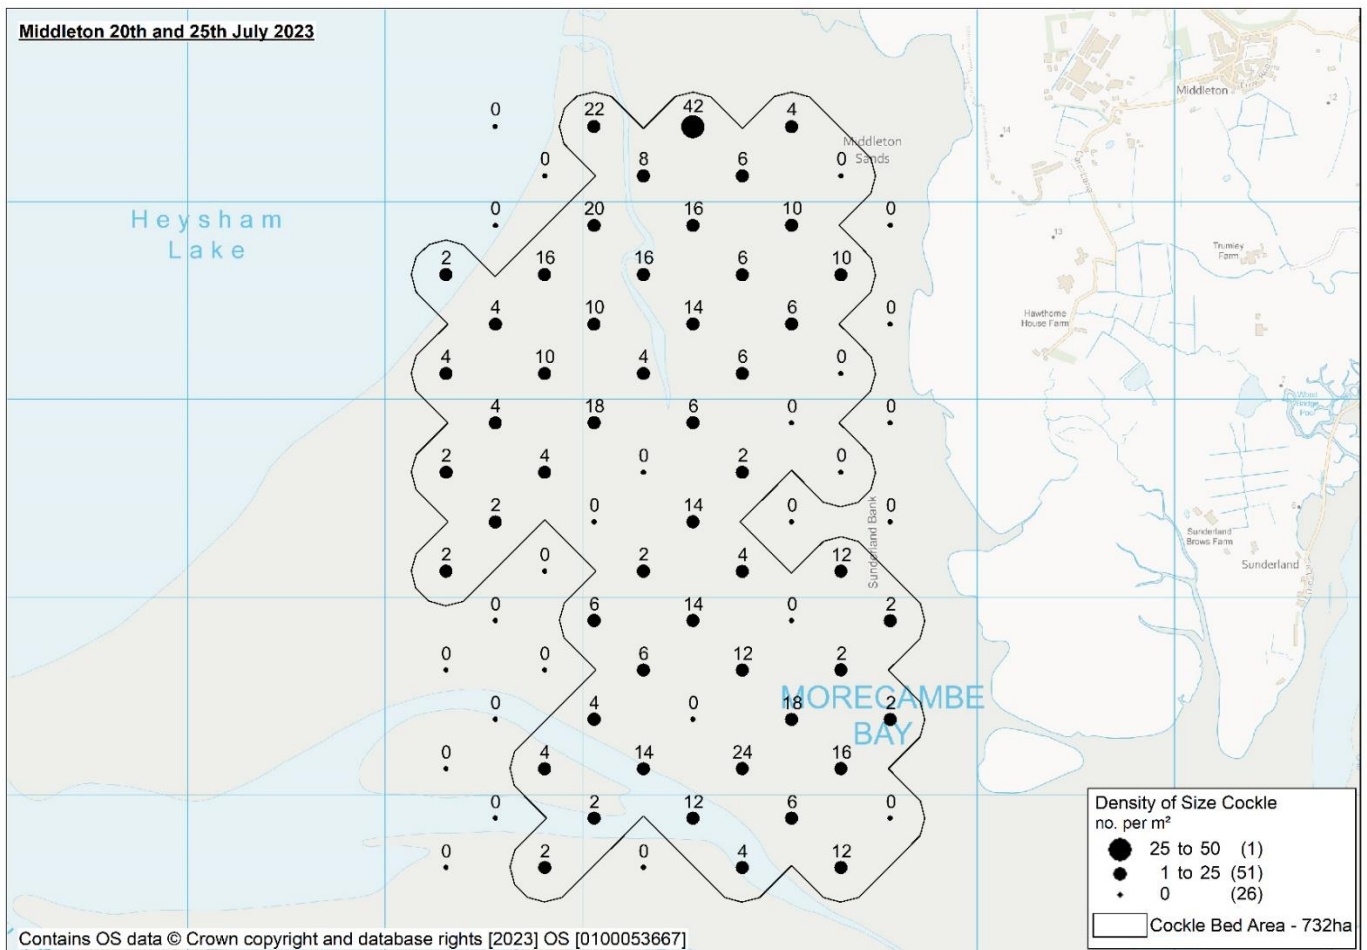 Middleton 20th and 25th July 2023
0 22 42 4
0 8 6 0
0 20 16 10 0
2 16 16 6 10
4 10 14 6 0
4 10 4 6 0
4 18 6 0 0
2 4 0 2 0
2 0 14 0 0
2 0 2 4 12
0 6 14 0 2
0 0 6 12 2
0 4 0 18 2
0 4 14 24 16
0 2 12 6 0
0 2 0 4 12
Heysham
Lake
Middleton
Sands
Middleton
12
14
Carr Lane
13
Trumley
Farm
Hawthorne
House Farm
7
Sunderland Bank
6
Sunderland
Brows Farm
Sunderland
MORECAMBE
BAY
Density of Size Cockle
no. per m²
25 to 50 (1)
1 to 25 (51)
0 (26)
Cockle Bed Area - 732ha
Contains OS data © Crown copyright and database rights [2023] OS [0100053667]